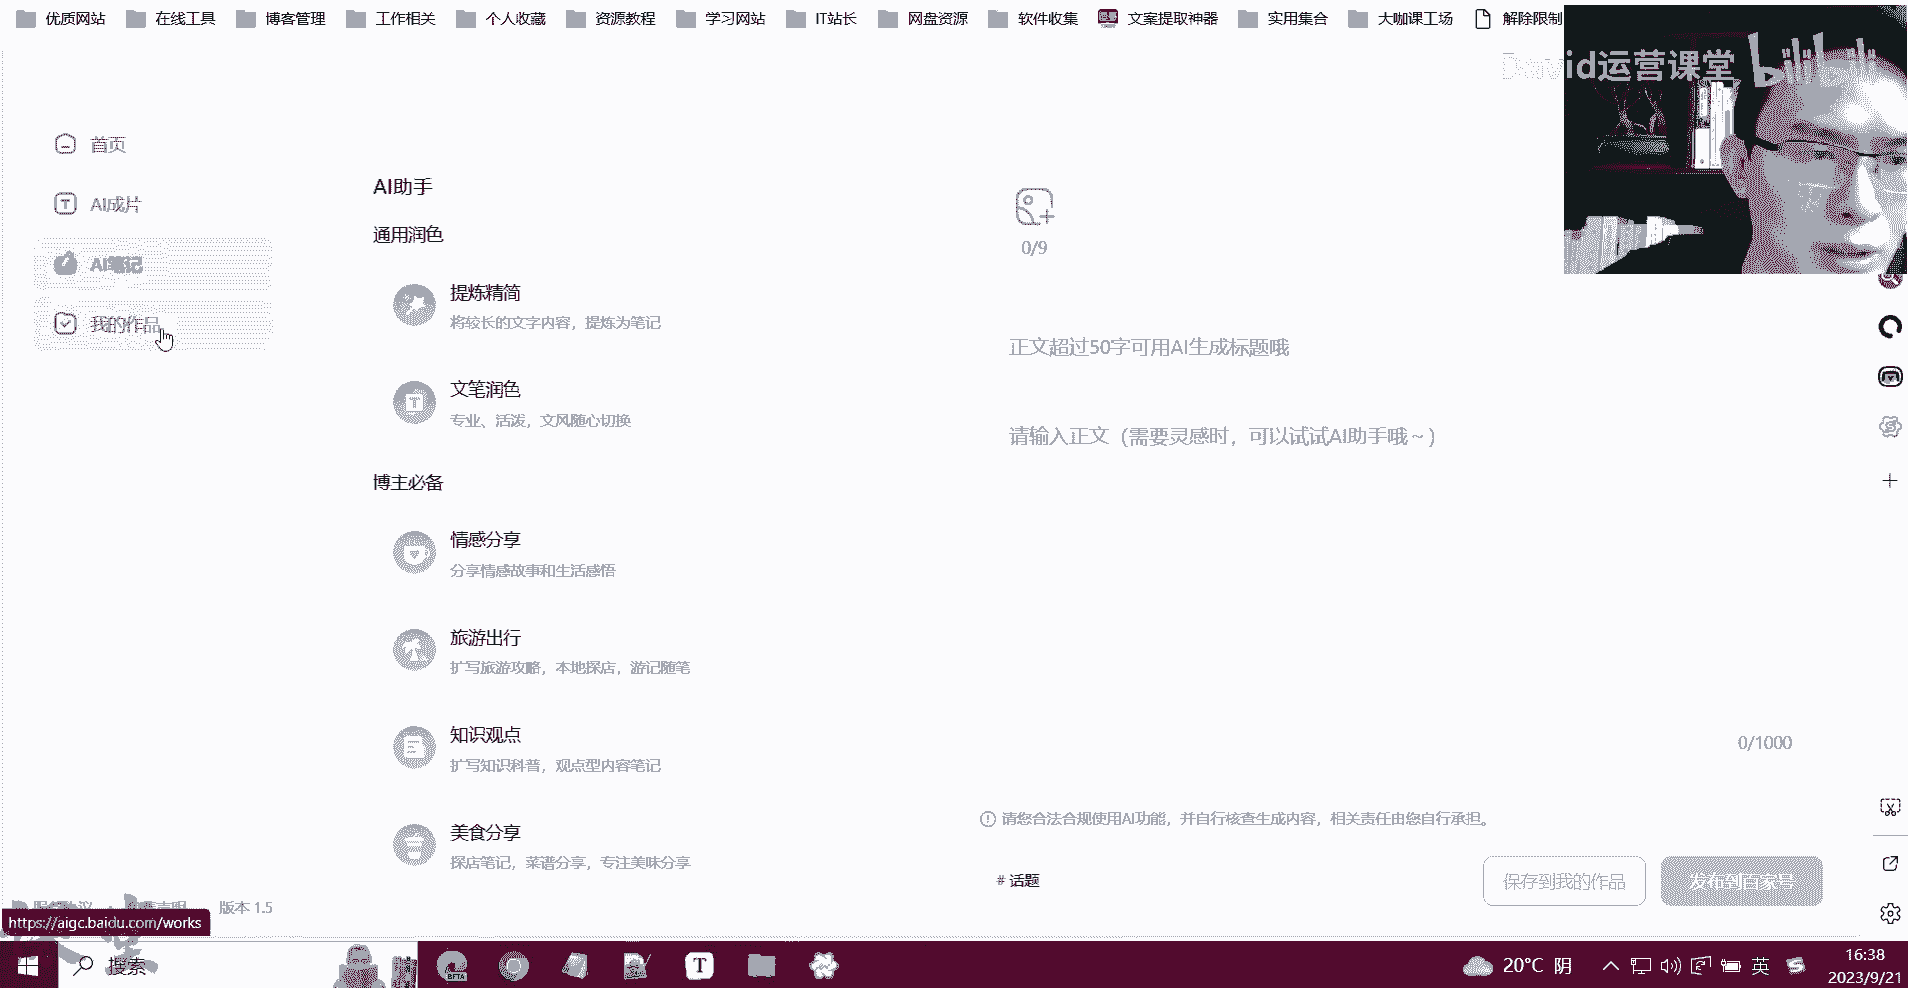 优质网站 在线工具 博客管理 工作相关 个人收藏 资源教程 学习网站 IT站长 网盘资源 软件收集 文案提取神器 实用集合 大咖课工场 解除限制
David运营课堂 bilibili
首页
AI成片
AI笔记
我的作品
AI助手
通用润色
提炼精简
将较长的文字内容，提炼为笔记
文笔润色
专业、活泼，文风随心切换
博主必备
情感分享
分享情感故事和生活感悟
旅游出行
扩写旅游攻略，本地探店，游记随笔
知识观点
扩写知识科普，观点型内容笔记
美食分享
探店笔记，菜谱分享，专注美味分享
0/9
正文超过50字可用AI生成标题哦
请输入正文（需要灵感时，可以试试AI助手哦～）
0/1000
请您合法合规使用AI功能，并自行核查生成内容，相关责任由您自行承担。
# 话题
保存到我的作品
发布到百家号
版本 1.5
https://aigc.baidu.com/works
搜索
BETA
T
20°C 阴
英
16:38
2023/9/21